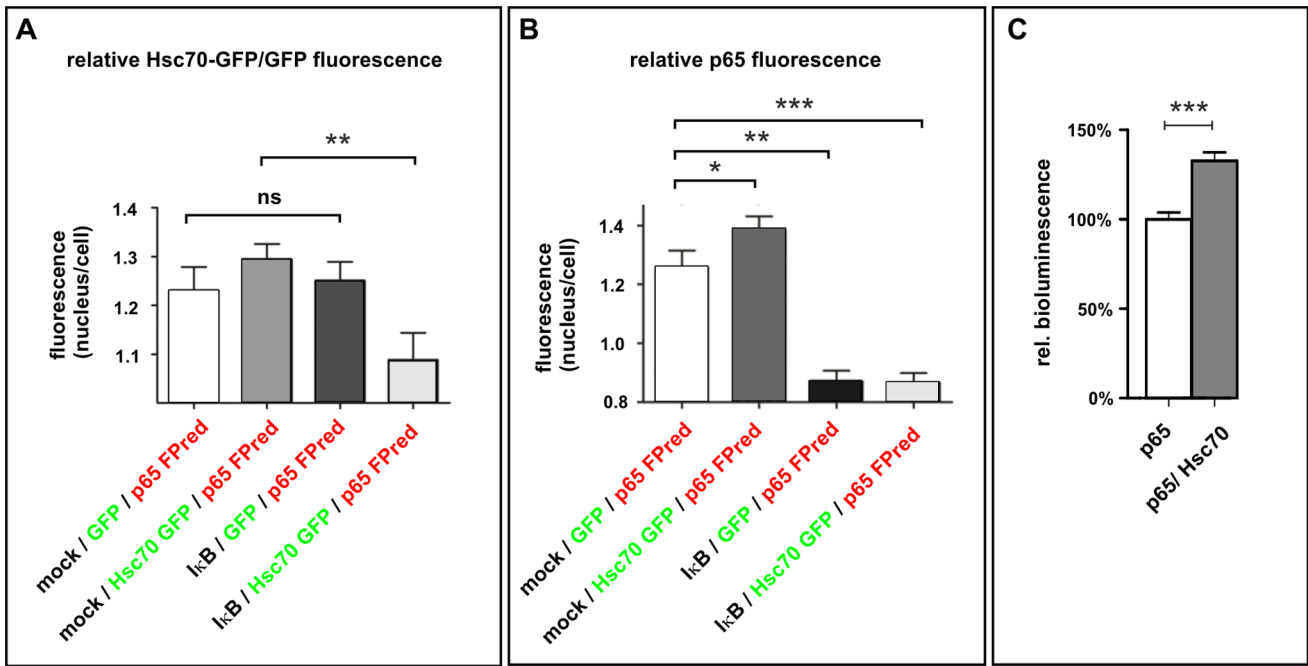 A
relative Hsc70-GFP/GFP fluorescence
**
ns
1.4
1.3
1.2
1.1
fluorescence
(nucleus/cell)
mock / GFP / p65 FPred
mock / Hsc70 GFP / p65 FPred
IκB / GFP / p65 FPred
IκB / Hsc70 GFP / p65 FPred
B
relative p65 fluorescence
***
**
*
1.4
1.2
1.0
0.8
fluorescence
(nucleus/cell)
mock / GFP / p65 FPred
mock / Hsc70 GFP / p65 FPred
IκB / GFP / p65 FPred
IκB / Hsc70 GFP / p65 FPred
C
***
150%
100%
50%
0%
rel. bioluminescence
p65
p65/ Hsc70